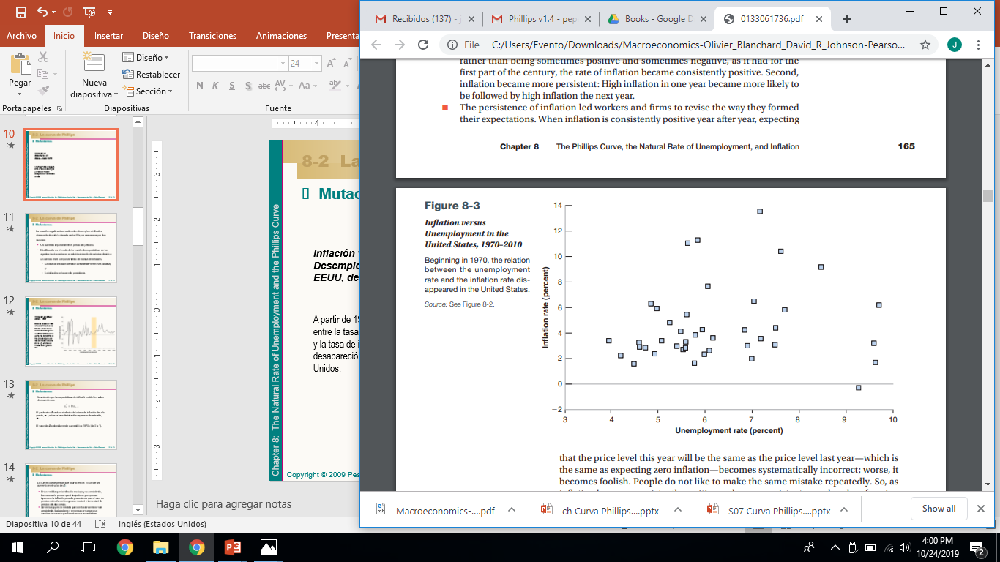 Archivo Inicio Insertar Diseño Transiciones Animaciones Presenta
Pegar
Portapapeles
Nueva
diapositiva
Diseño
Restablecer
Sección
Diapositivas
24
N K S S abc AV Aa
Fuente
4
10
11
12
13
14
3 2 1 0 1 2 3
8-2 La
Mutac
Inflación v
Desemple
EEUU, de
A partir de 19
entre la tasa
y la tasa de i
desapareció
Unidos.
Chapter 8: The Natural Rate of Unemployment and the Phillips Curve
Copyright © 2009 Pea
Haga clic para agregar notas
Diapositiva 10 de 44 Inglés (Estados Unidos)
Recibidos (137) - j
Phillips v1.4 - pep
Books - Google D
0133061736.pdf
File C:/Users/Evento/Downloads/Macroeconomics-Olivier_Blanchard_David_R_Johnson-Pearso...
J
rather than being sometimes positive and sometimes negative, as it had for the
first part of the century, the rate of inflation became consistently positive. Second,
inflation became more persistent: High inflation in one year became more likely to
be followed by high inflation the next year.
The persistence of inflation led workers and firms to revise the way they formed
their expectations. When inflation is consistently positive year after year, expecting
Chapter 8 The Phillips Curve, the Natural Rate of Unemployment, and Inflation 165
Figure 8-3
Inflation versus
Unemployment in the
United States, 1970–2010
Beginning in 1970, the relation
between the unemployment
rate and the inflation rate dis-
appeared in the United States.
Source: See Figure 8-2.
Inflation rate (percent)
14
12
10
8
6
4
2
0
−2
3 4 5 6 7 8 9 10
Unemployment rate (percent)
that the price level this year will be the same as the price level last year—which is
the same as expecting zero inflation—becomes systematically incorrect; worse, it
becomes foolish. People do not like to make the same mistake repeatedly. So, as
Macroeconomics-....pdf
ch Curva Phillips....pptx
S07 Curva Phillips....pptx
Show all
4:00 PM
10/24/2019
2